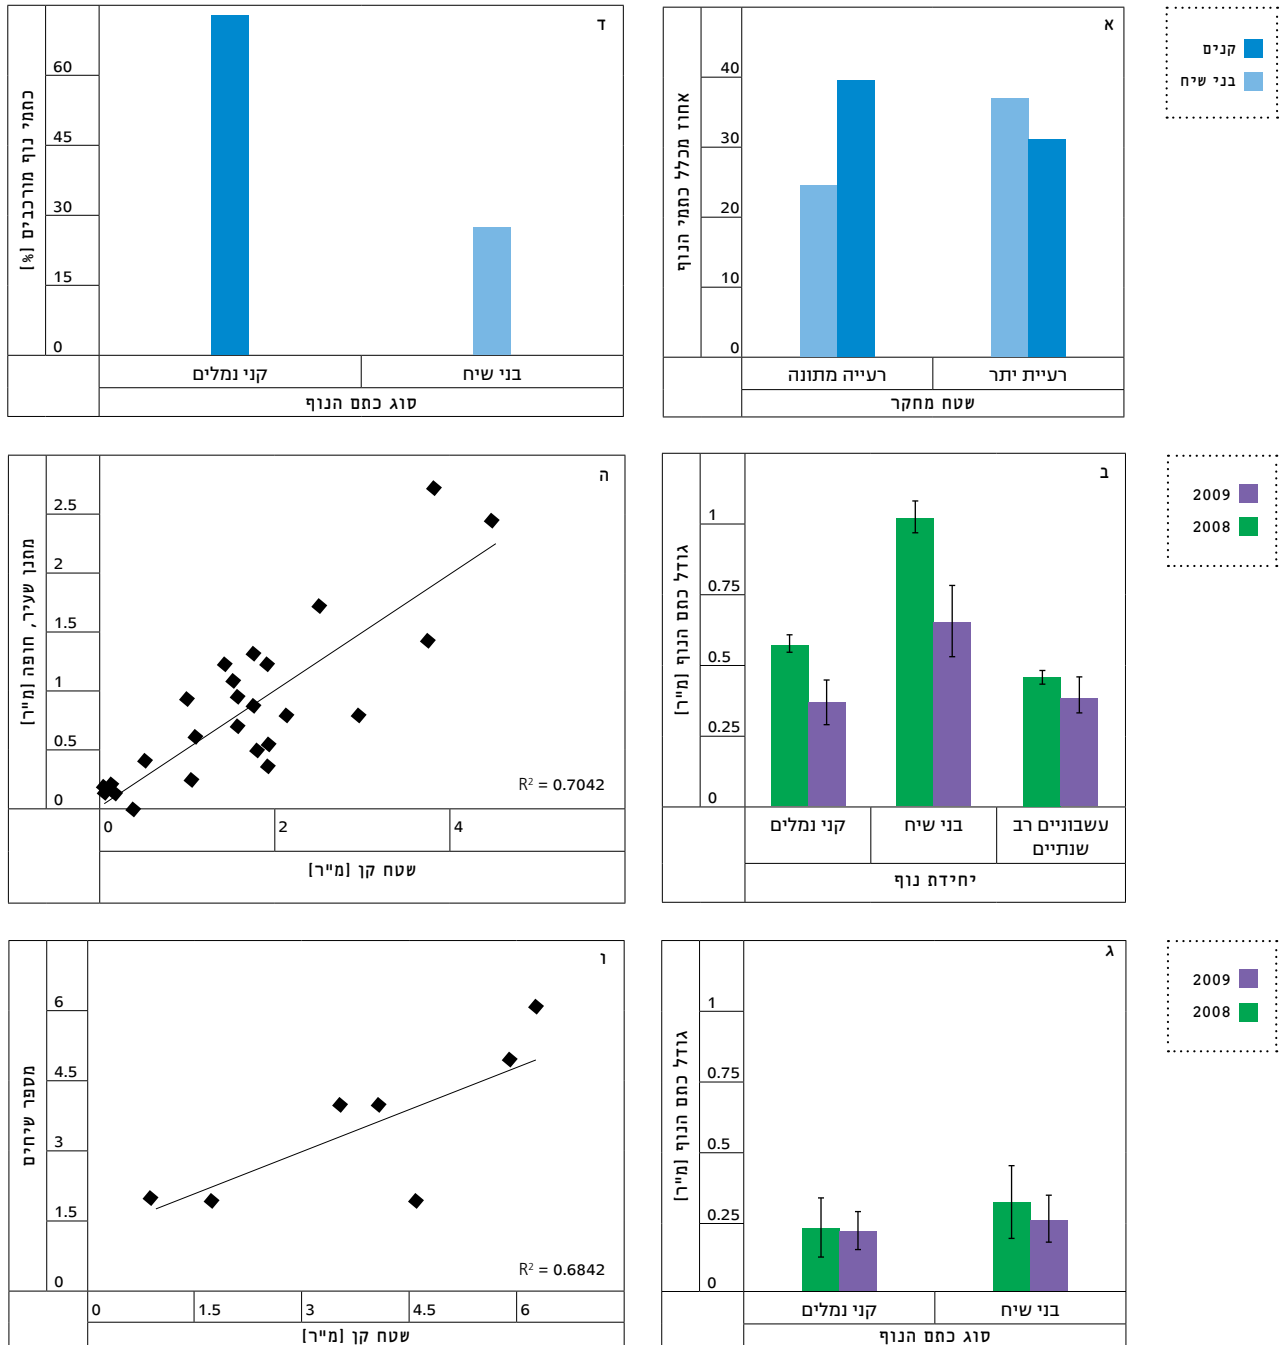 קנים
בני שיח
א
אחוז מכלל כתמי הנוף
40
30
20
10
0
רעייה מתונה
רעיית יתר
שטח מחקר
ד
כתמי נוף מורכבים [%]
60
45
30
15
0
קני נמלים
בני שיח
סוג כתם הנוף
2009
2008
ב
גודל כתם הנוף [מ״ר]
1
0.75
0.5
0.25
0
קני נמלים
בני שיח
עשבוניים רב
שנתיים
יחידת נוף
ה
מתנן שעיר, חופה [מ״ר]
2.5
2
1.5
1
0.5
0
R² = 0.7042
0
2
4
שטח קן [מ״ר]
2009
2008
ג
גודל כתם הנוף [מ״ר]
1
0.75
0.5
0.25
0
קני נמלים
בני שיח
סוג כתם הנוף
ו
מספר שיחים
6
4.5
3
1.5
0
R² = 0.6842
0
1.5
3
4.5
6
שטח קן [מ״ר]